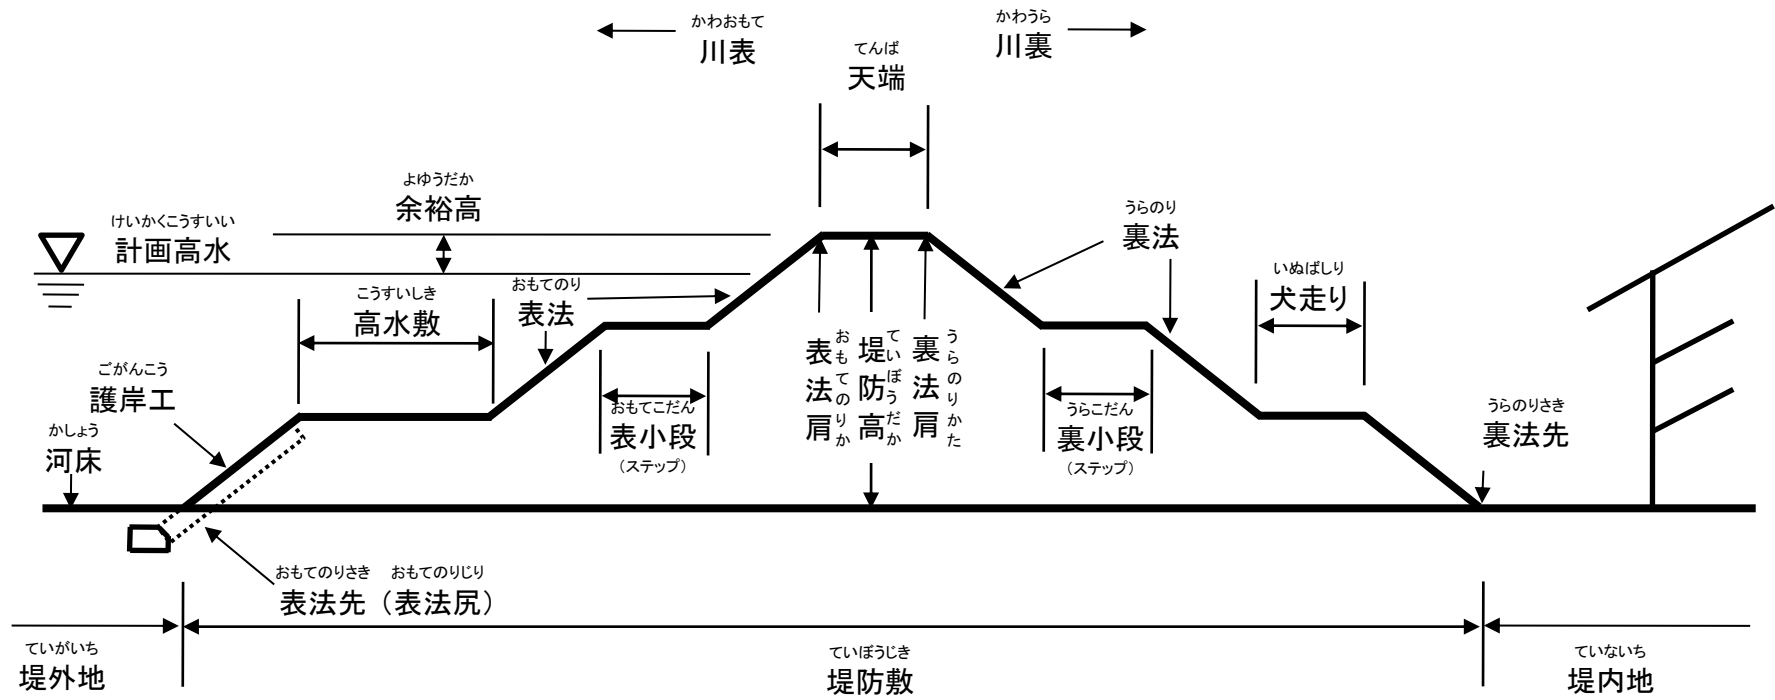 かわおもて
川表
かわうら
川裏
てんば
天端
よゆうだか
余裕高
けいかくこうすいい
計画高水
うらのり
裏法
おもてのり
表法
いぬばしり
犬走り
こうすいしき
高水敷
ごがんこう
護岸工
かしょう
河床
おもてこだん
表小段
（ステップ）
おもてのりか
表法肩
ていぼうだか
堤防高
うらのりかた
裏法肩
うらこだん
裏小段
（ステップ）
うらのりさき
裏法先
おもてのりさき おもてのりじり
表法先（表法尻）
ていがいち
堤外地
ていぼうじき
堤防敷
ていないち
堤内地